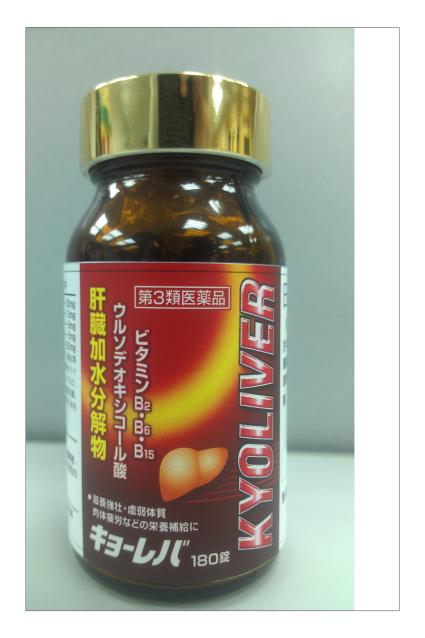 第3類医薬品
KYOLIVER
ビタミンB2・B6・B15
ウルソデオキシコール酸
肝臓加水分解物
・滋養強壮・虚弱体質
肉体疲労などの栄養補給に
キョーレバ
180錠